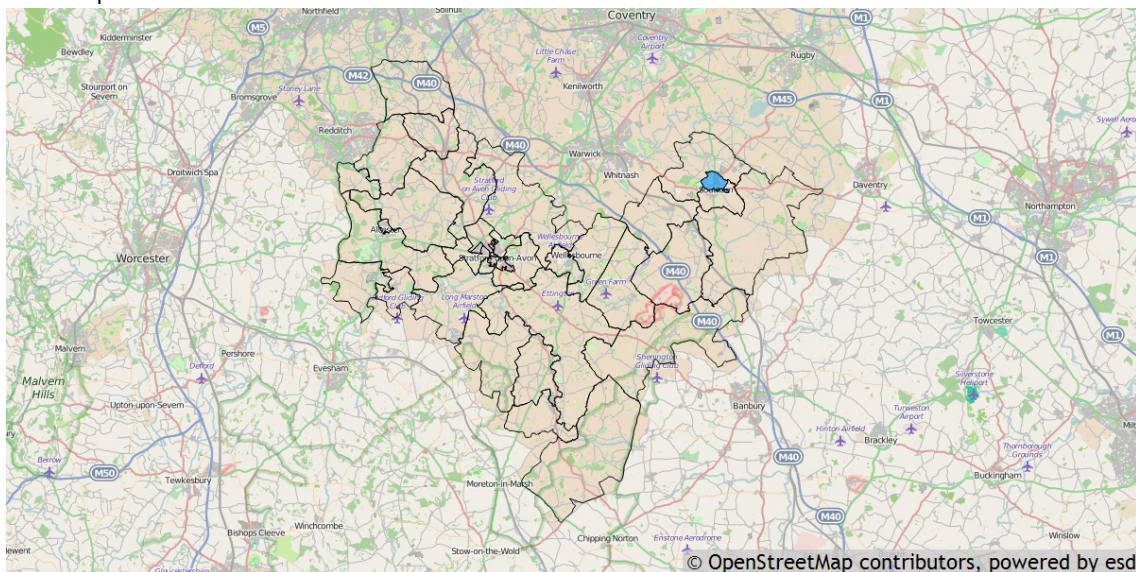 Northfield
Solihull
Coventry
M5
M1
Kidderminster
Bewdley
Coventry
Airport
Rugby
Little Chase
Farm
M42
M40
Stourport on
Severn
Stoney Lane
Kenilworth
M45
M1
Bromsgrove
Redditch
M40
Warwick
Droitwich Spa
Whitnash
Daventry
Stratford
on Avon Gliding
Club
Northampton
M1
Worcester
Wellesbourne
Wellesbourne
M1
M40
Green Farm
Long Marston
Airfield
Ettington
M40
Towcester
M1
Malvern
Pershore
Defford
Evesham
Shenington
Gliding Club
Silverstone
Heliport
Malvern
Hills
Banbury
Upton-upon-Severn
Turweston
Airport
Hinton Airfield
Brackley
Thornborough
Grounds
M40
Berrow
M50
Tewkesbury
Moreton-in-Marsh
Buckingham
M40
Winchcombe
Bishops Cleeve
Chipping Norton
Enstone Aerodrome
Winslow
Stow-on-the-Wold
© OpenStreetMap contributors, powered by esd